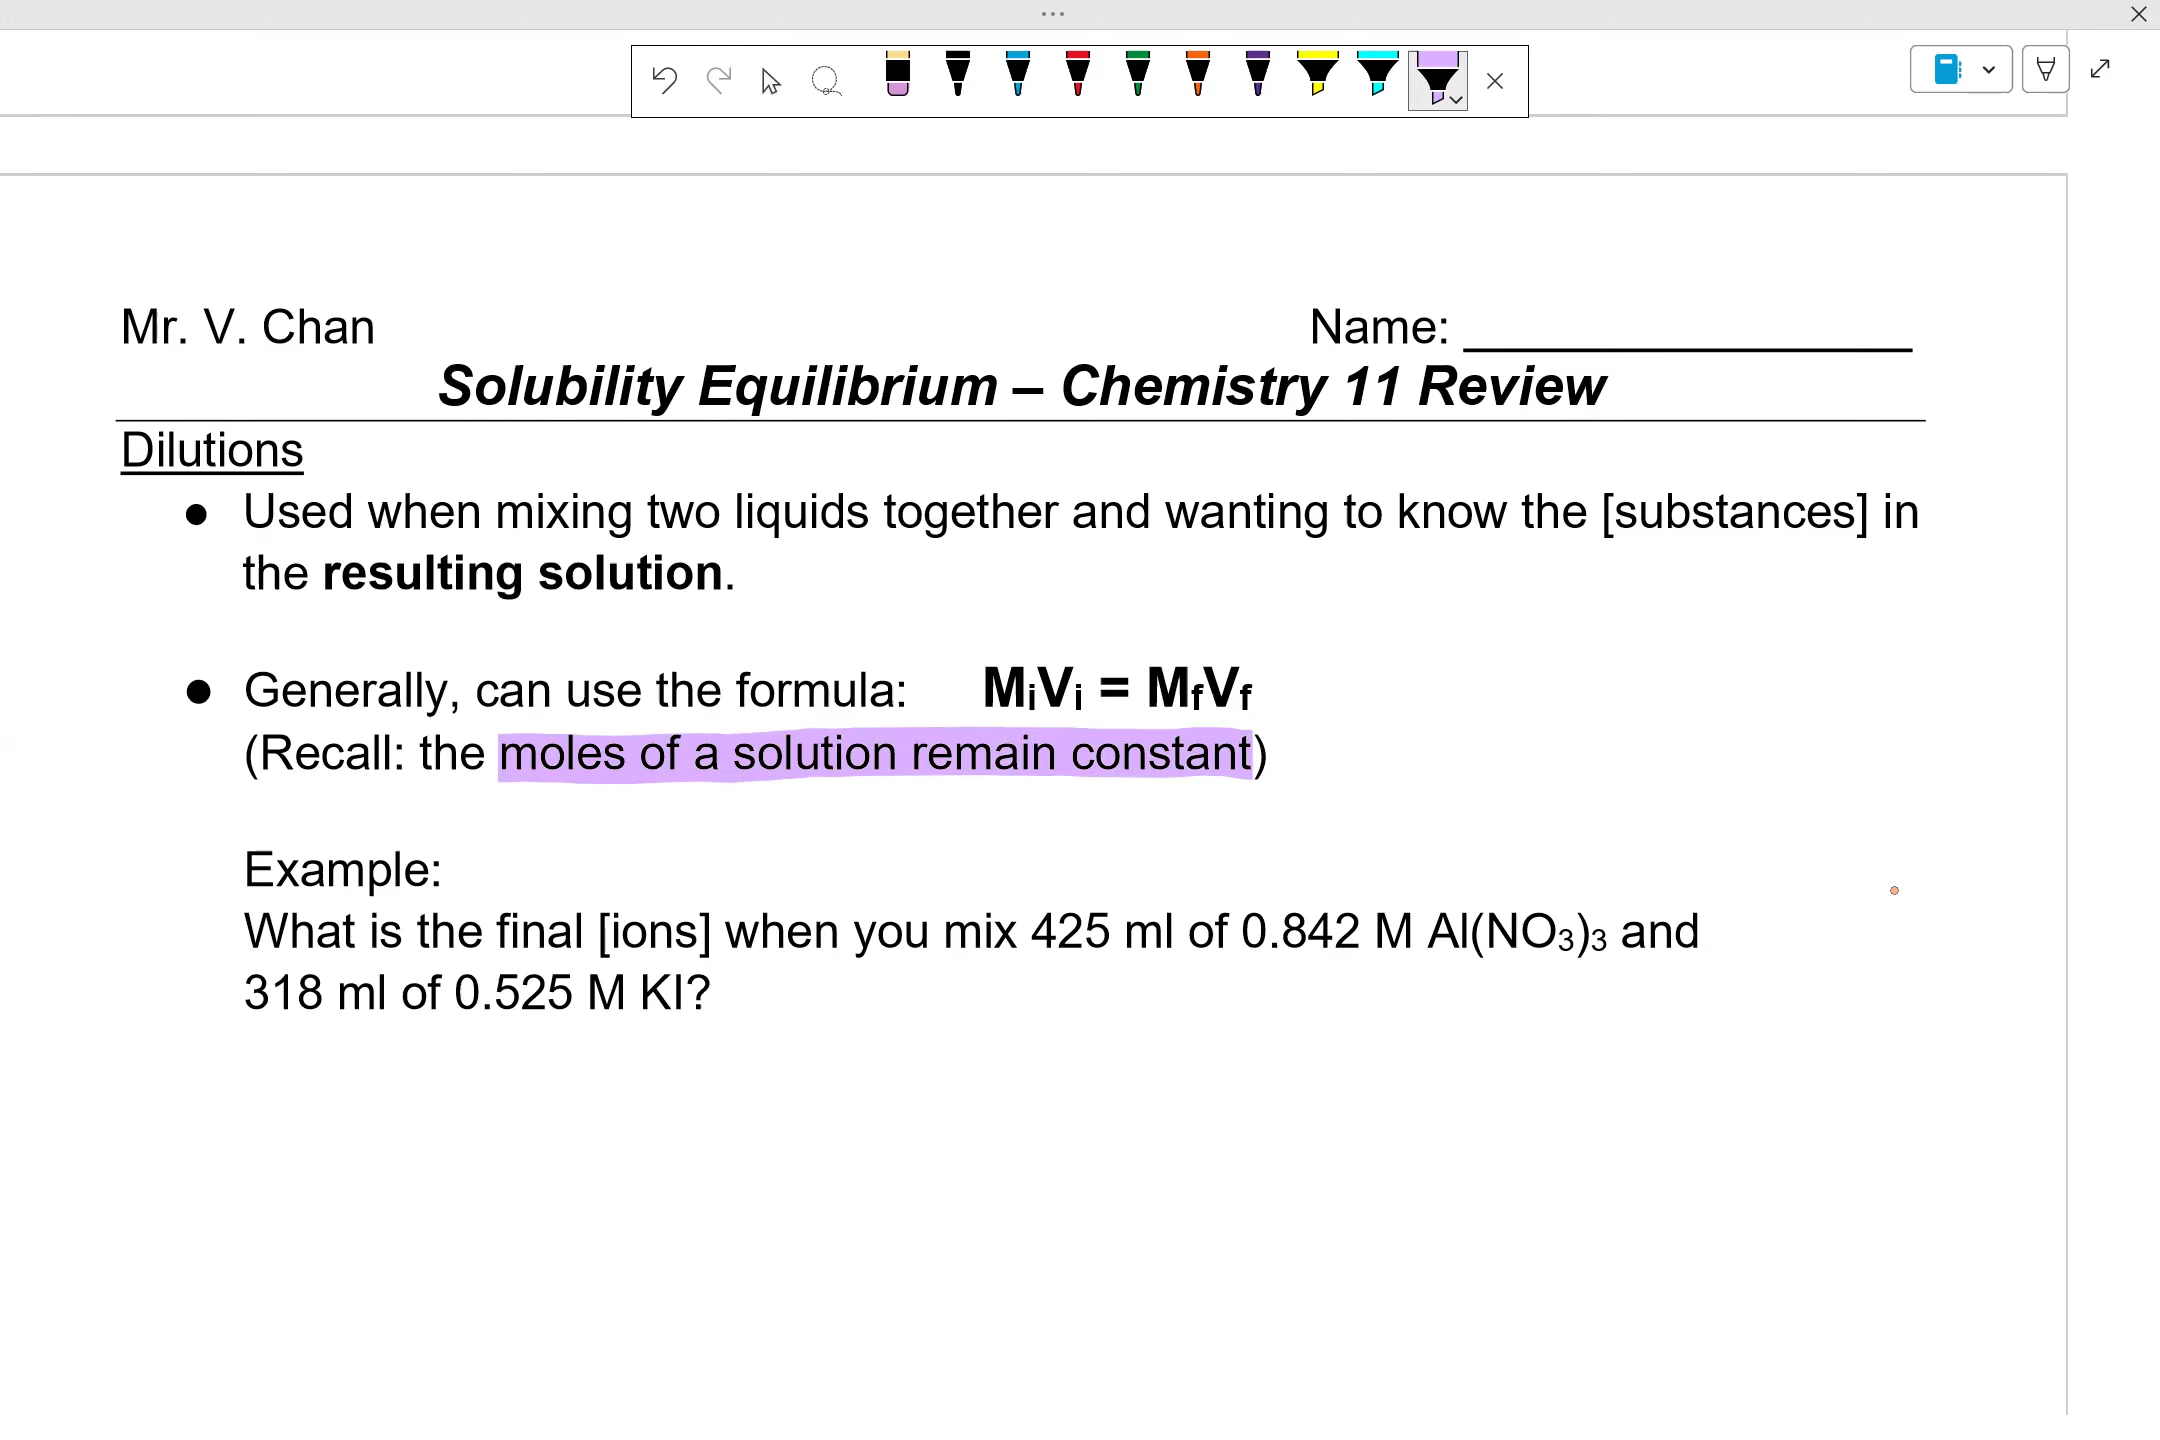 Mr. V. Chan Name: _______________
Solubility Equilibrium – Chemistry 11 Review
Dilutions
● Used when mixing two liquids together and wanting to know the [substances] in
the resulting solution.
● Generally, can use the formula: MᵢVᵢ = M_fV_f
(Recall: the moles of a solution remain constant)
Example:
What is the final [ions] when you mix 425 ml of 0.842 M Al(NO₃)₃ and
318 ml of 0.525 M KI?